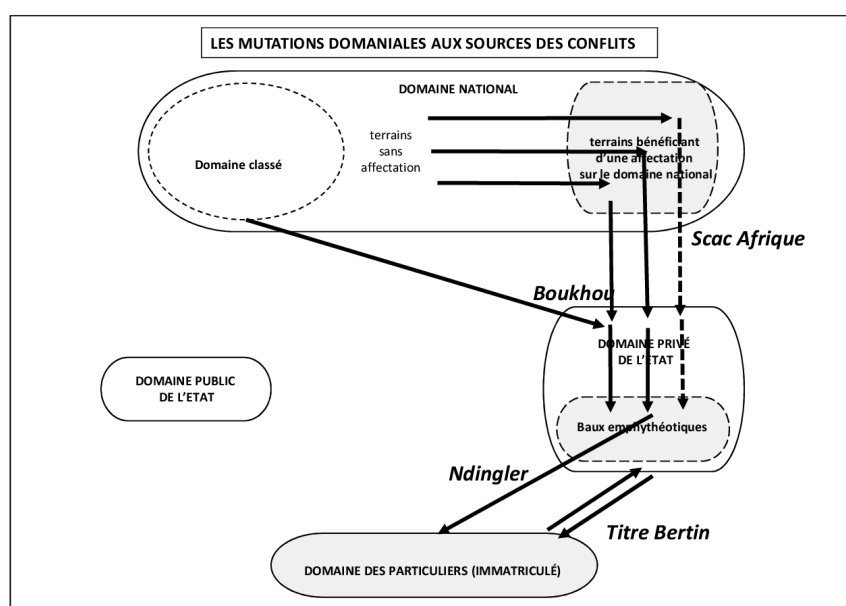 LES MUTATIONS DOMANIALES AUX SOURCES DES CONFLITS
DOMAINE NATIONAL
Domaine classé
terrains
sans
affectation
terrains bénéficiant
d'une affectation
sur le domaine national
Scac Afrique
Boukhou
DOMAINE PRIVÉ
DE L'ETAT
DOMAINE PUBLIC
DE L'ETAT
Baux emphythéotiques
Ndingler
Titre Bertin
DOMAINE DES PARTICULIERS (IMMATRICULÉ)